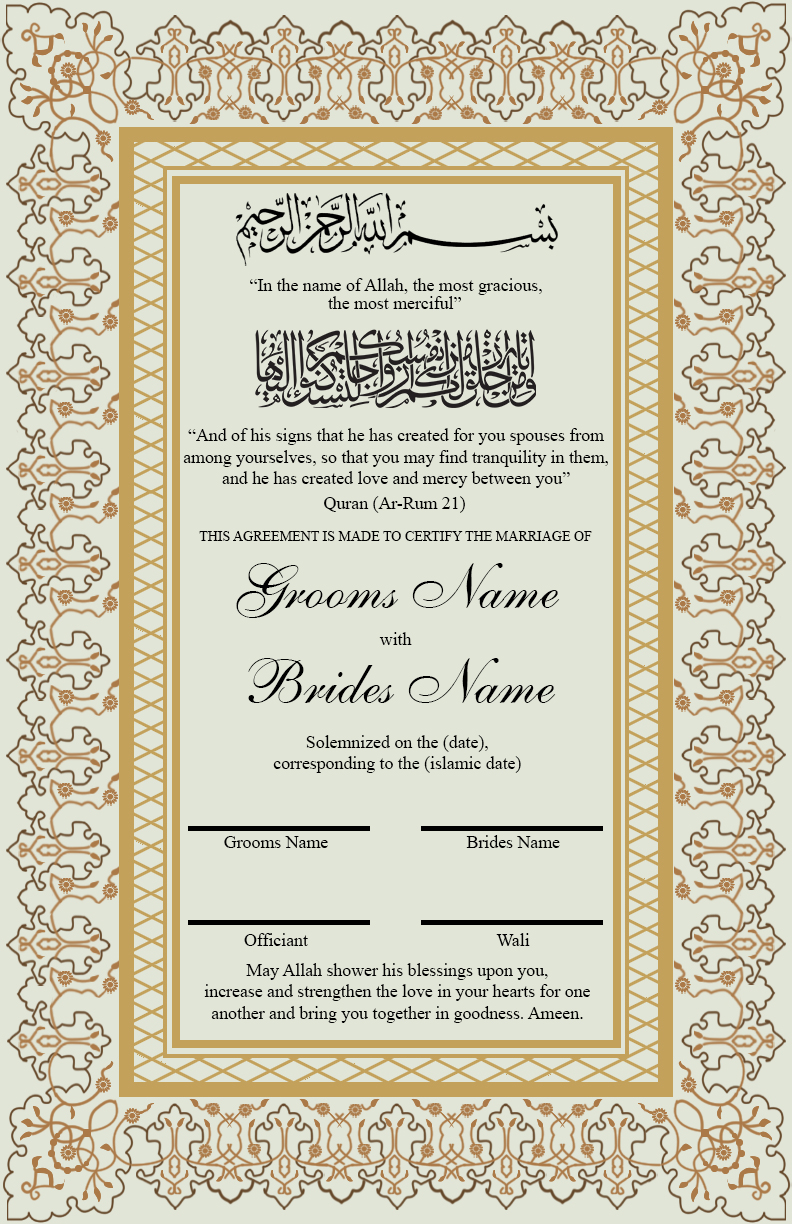 بسم الله الرحمن الرحيم
“In the name of Allah, the most gracious,
the most merciful”
ومن آياته أن خلق لكم من أنفسكم أزواجا لتسكنوا إليها
“And of his signs that he has created for you spouses from
among yourselves, so that you may find tranquility in them,
and he has created love and mercy between you”
Quran (Ar-Rum 21)
THIS AGREEMENT IS MADE TO CERTIFY THE MARRIAGE OF
Grooms Name
with
Brides Name
Solemnized on the (date),
corresponding to the (islamic date)
Grooms Name
Brides Name
Officiant
Wali
May Allah shower his blessings upon you,
increase and strengthen the love in your hearts for one
another and bring you together in goodness. Ameen.